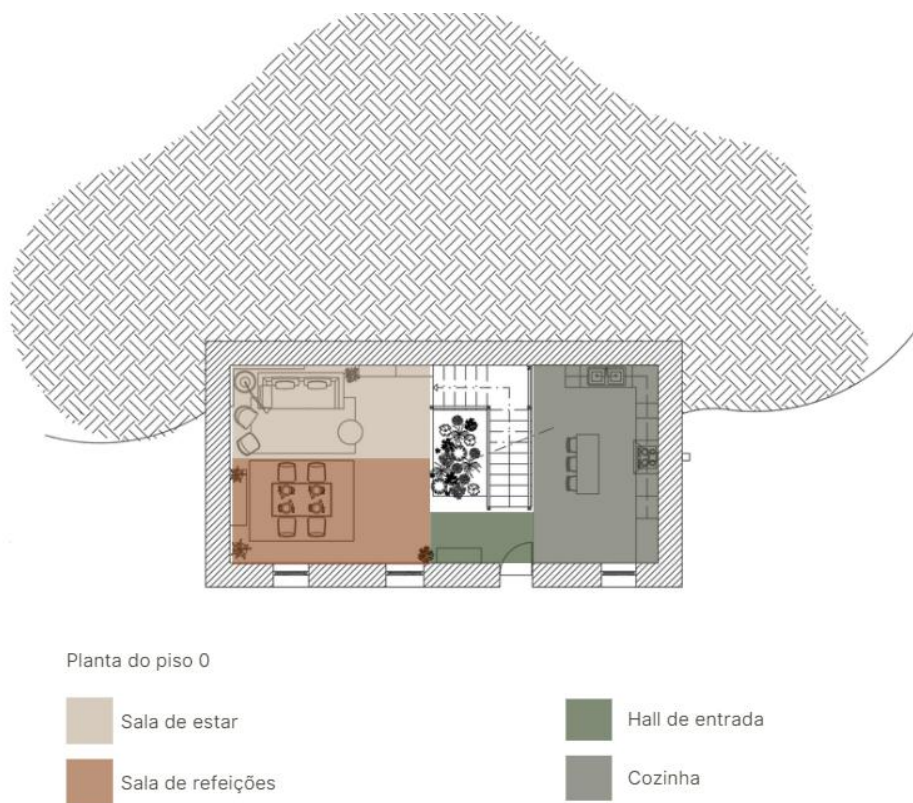 Planta do piso 0
Sala de estar
Hall de entrada
Sala de refeições
Cozinha